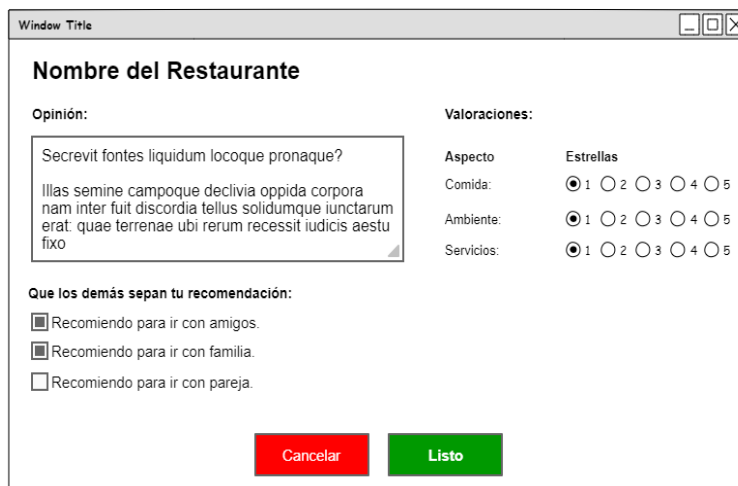 Window Title
Nombre del Restaurante
Opinión:
Secrevit fontes liquidum locoque pronaque?
Illas semine campoque declivia oppida corpora
nam inter fuit discordia tellus solidumque iunctarum
erat: quae terrenae ubi rerum recessit iudicis aestu
fixo
Valoraciones:
Aspecto Estrellas
Comida: 1 2 3 4 5
Ambiente: 1 2 3 4 5
Servicios: 1 2 3 4 5
Que los demás sepan tu recomendación:
Recomiendo para ir con amigos.
Recomiendo para ir con familia.
Recomiendo para ir con pareja.
Cancelar Listo